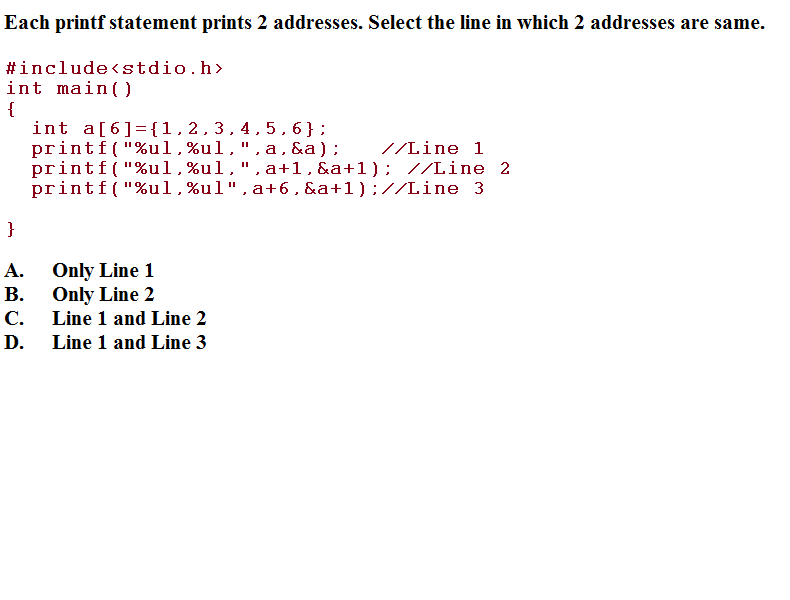 Each printf statement prints 2 addresses. Select the line in which 2 addresses are same.
#include<stdio.h>
int main()
{
int a[6]={1,2,3,4,5,6};
printf("%ul,%ul,",a,&a); //Line 1
printf("%ul,%ul,",a+1,&a+1); //Line 2
printf("%ul,%ul",a+6,&a+1);//Line 3
}
A. Only Line 1
B. Only Line 2
C. Line 1 and Line 2
D. Line 1 and Line 3